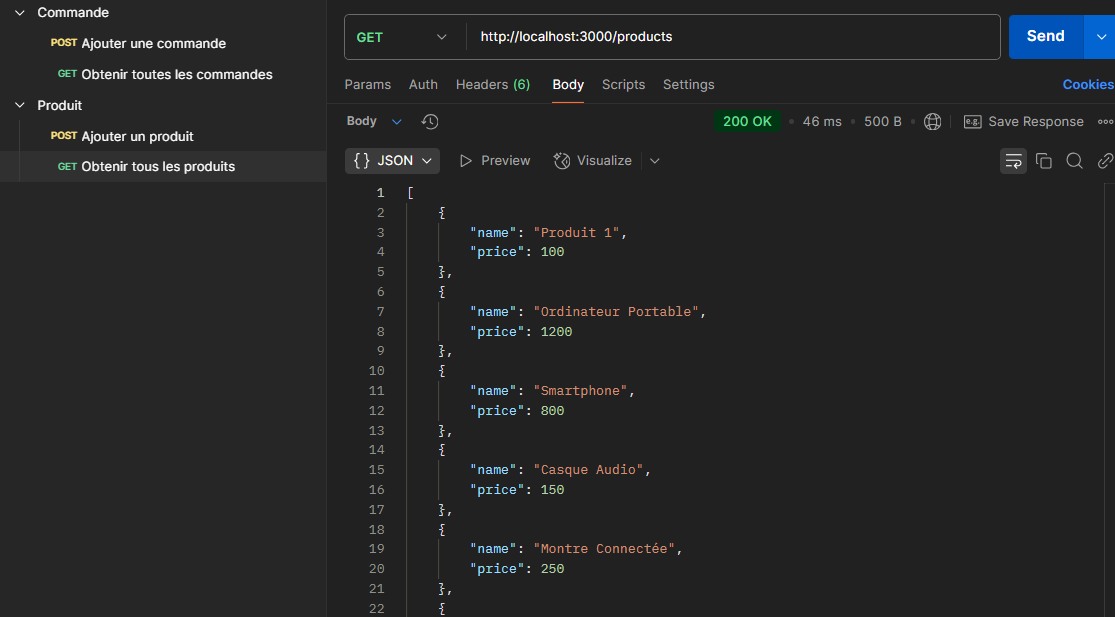 Commande
POST Ajouter une commande
GET Obtenir toutes les commandes
Produit
POST Ajouter un produit
GET Obtenir tous les produits
GET http://localhost:3000/products Send
Params Auth Headers (6) Body Scripts Settings Cookies
Body 200 OK 46 ms 500 B e.g. Save Response
{} JSON Preview Visualize
1 [
2 {
3 "name": "Produit 1",
4 "price": 100
5 },
6 {
7 "name": "Ordinateur Portable",
8 "price": 1200
9 },
10 {
11 "name": "Smartphone",
12 "price": 800
13 },
14 {
15 "name": "Casque Audio",
16 "price": 150
17 },
18 {
19 "name": "Montre Connectée",
20 "price": 250
21 },
22 {